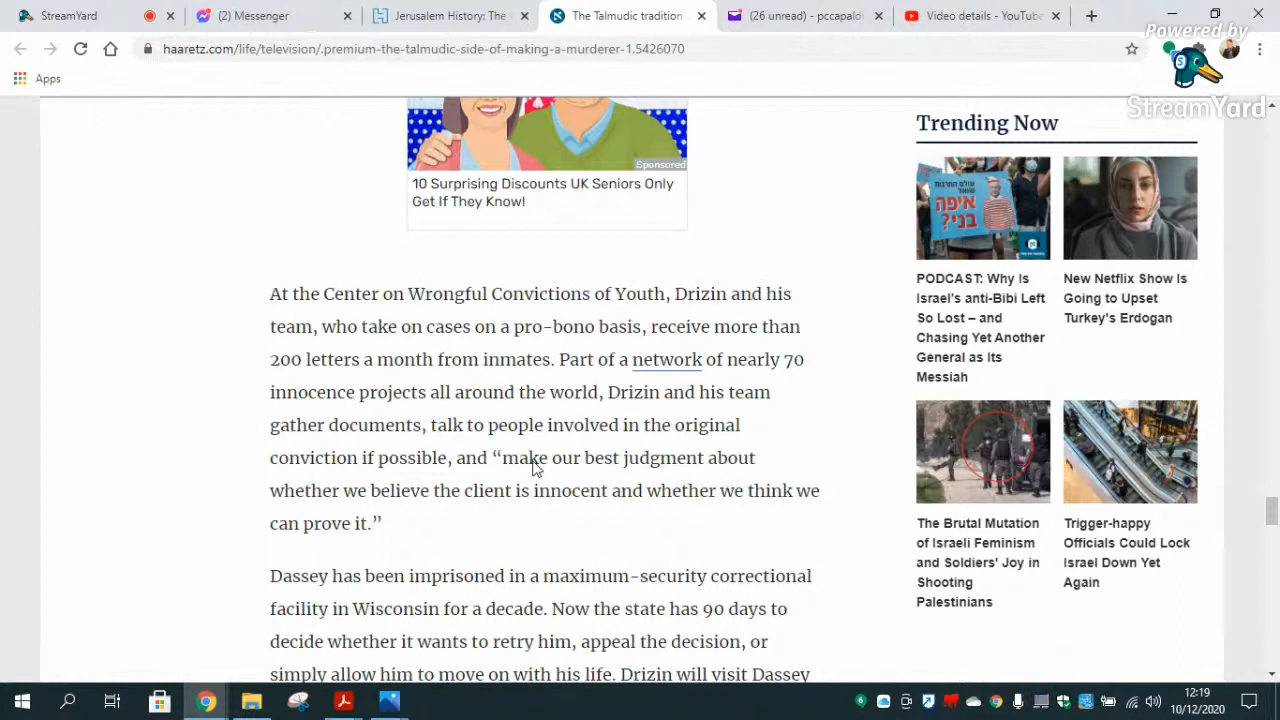 StreamYard
(2) Messenger
Jerusalem History: The
The Talmudic tradition
(26 unread) - pccapaldi
Video details - YouTube
haaretz.com/life/television/.premium-the-talmudic-side-of-making-a-murderer-1.5426070
Powered by
StreamYard
Apps
Sponsored
10 Surprising Discounts UK Seniors Only
Get If They Know!
At the Center on Wrongful Convictions of Youth, Drizin and his
team, who take on cases on a pro-bono basis, receive more than
200 letters a month from inmates. Part of a network of nearly 70
innocence projects all around the world, Drizin and his team
gather documents, talk to people involved in the original
conviction if possible, and “make our best judgment about
whether we believe the client is innocent and whether we think we
can prove it.”
Dassey has been imprisoned in a maximum-security correctional
facility in Wisconsin for a decade. Now the state has 90 days to
decide whether it wants to retry him, appeal the decision, or
simply allow him to move on with his life. Drizin will visit Dassey
Trending Now
איפה
בני?
PODCAST: Why Is
Israel's anti-Bibi Left
So Lost – and
Chasing Yet Another
General as Its
Messiah
New Netflix Show Is
Going to Upset
Turkey's Erdogan
The Brutal Mutation
of Israeli Feminism
and Soldiers' Joy in
Shooting
Palestinians
Trigger-happy
Officials Could Lock
Israel Down Yet
Again
12:19
10/12/2020